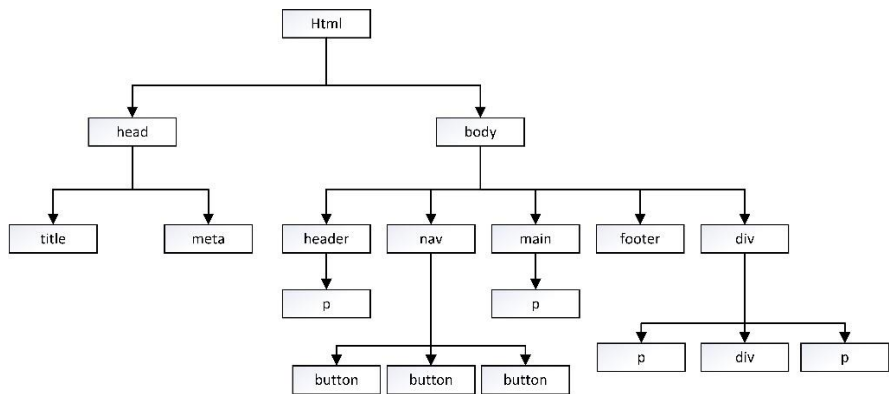 Html
head
body
title
meta
header
nav
main
footer
div
p
p
p
div
p
button
button
button